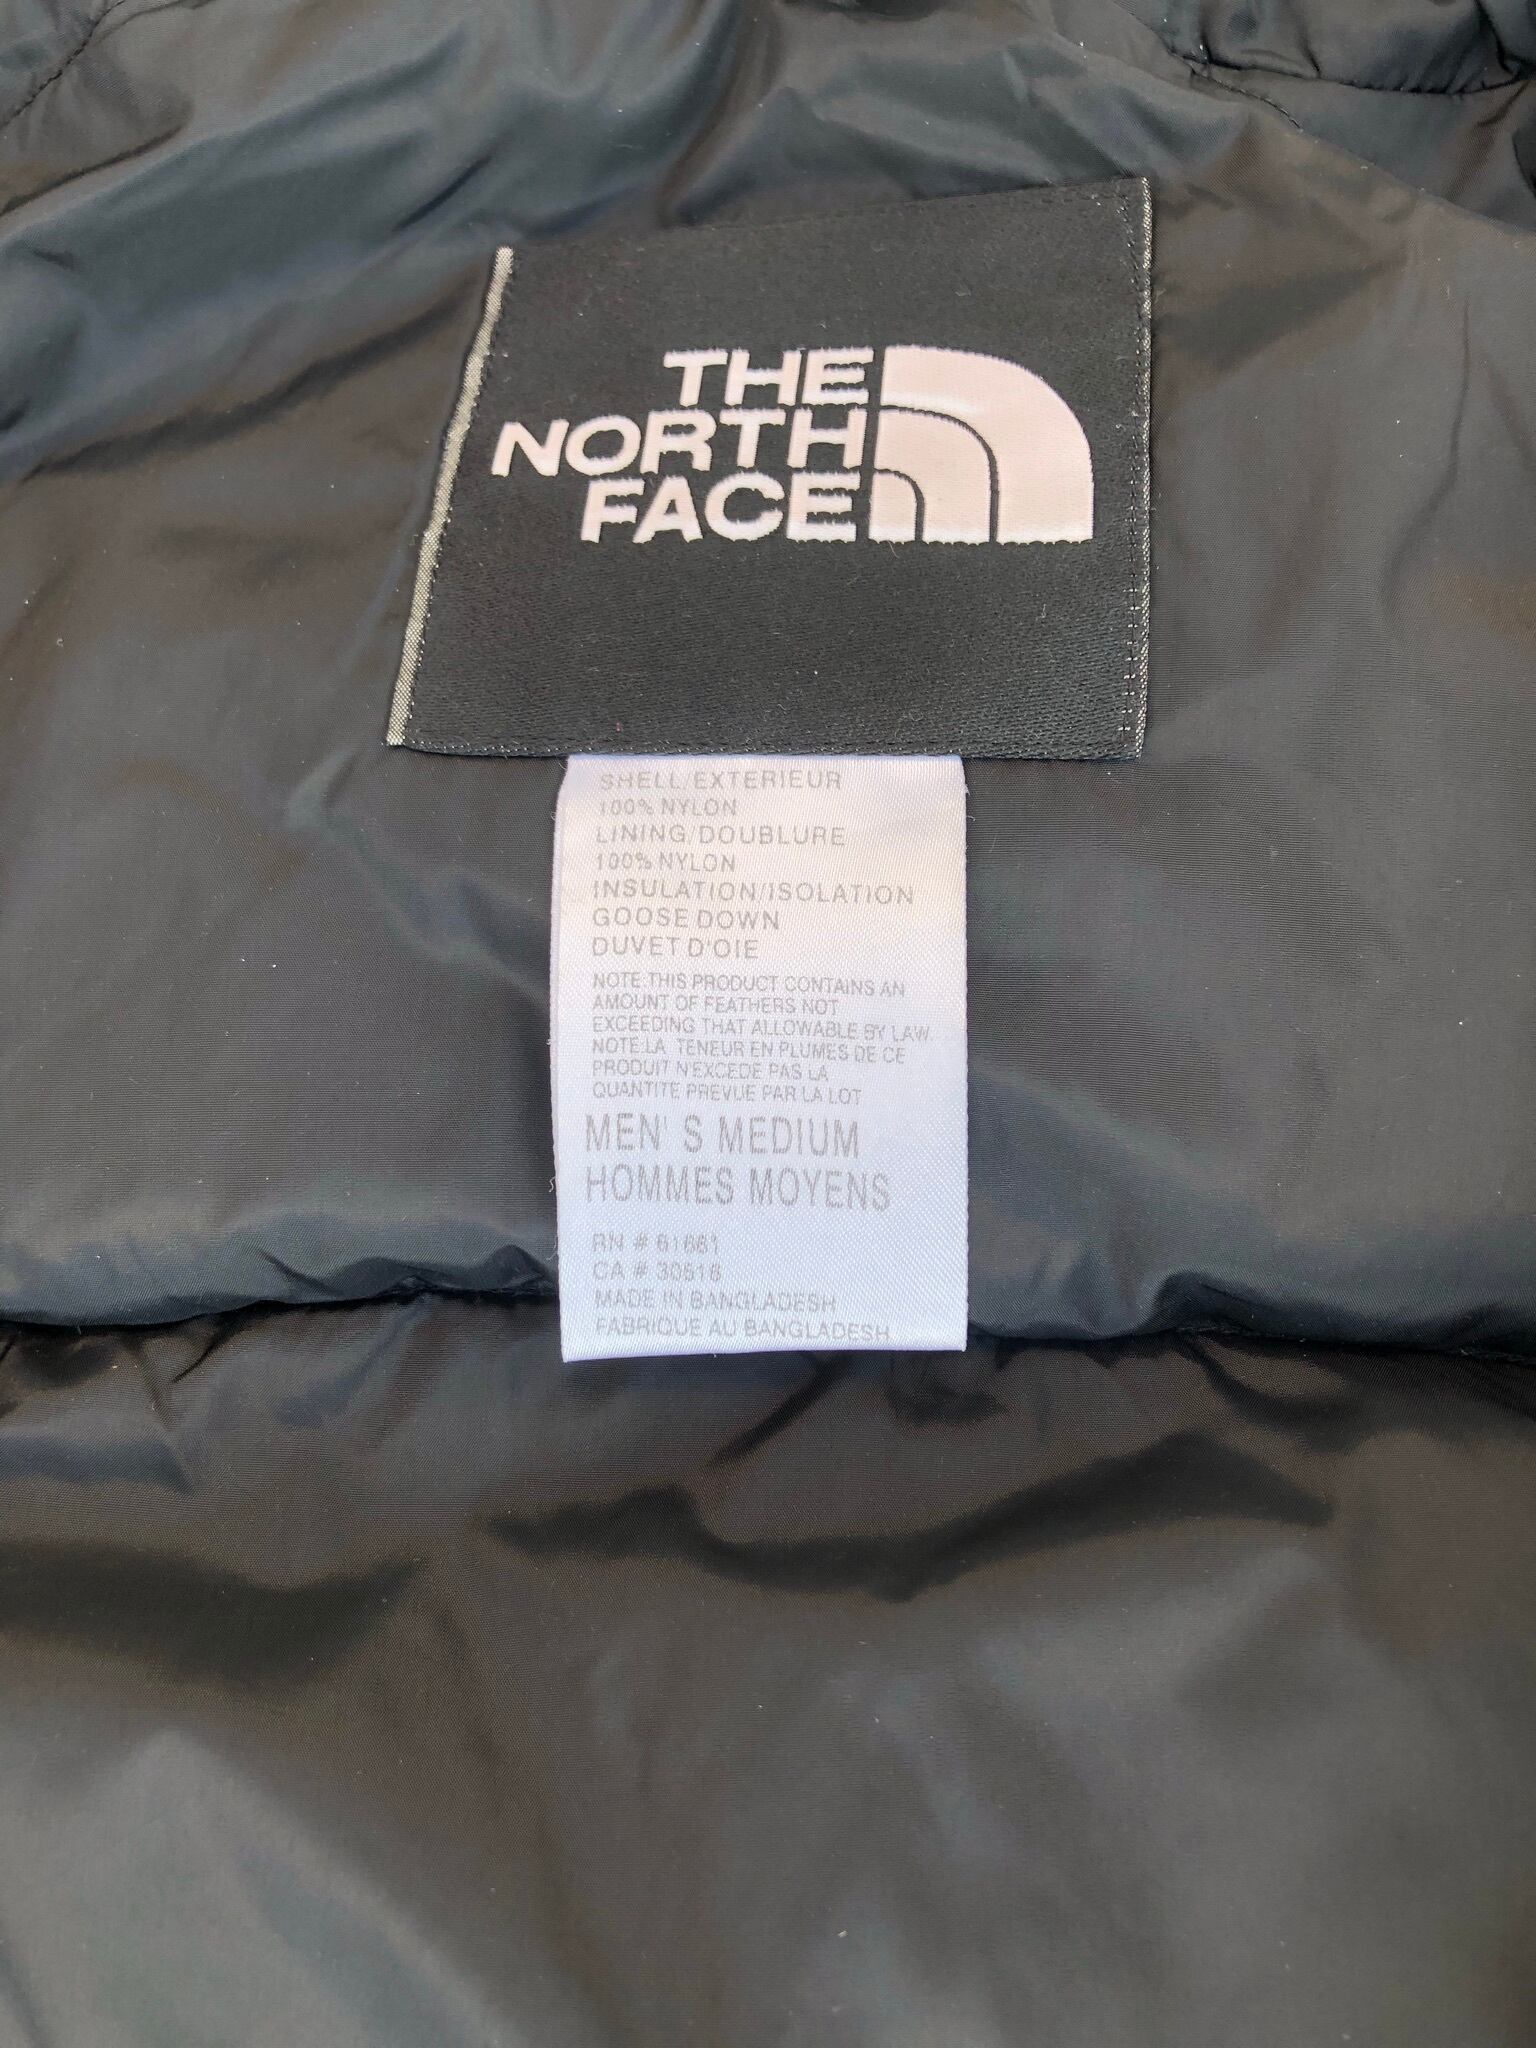 THE
NORTH
FACE
SHELL/EXTERIEUR
100% NYLON
LINING/DOUBLURE
100% NYLON
INSULATION/ISOLATION
GOOSE DOWN
DUVET D'OIE
NOTE:THIS PRODUCT CONTAINS AN
AMOUNT OF FEATHERS NOT
EXCEEDING THAT ALLOWABLE BY LAW.
NOTE:LA TENEUR EN PLUMES DE CE
PRODUIT N'EXCEDE PAS LA
QUANTITE PREVUE PAR LA LOT
MEN' S MEDIUM
HOMMES MOYENS
RN # 61661
CA # 30516
MADE IN BANGLADESH
FABRIQUE AU BANGLADESH